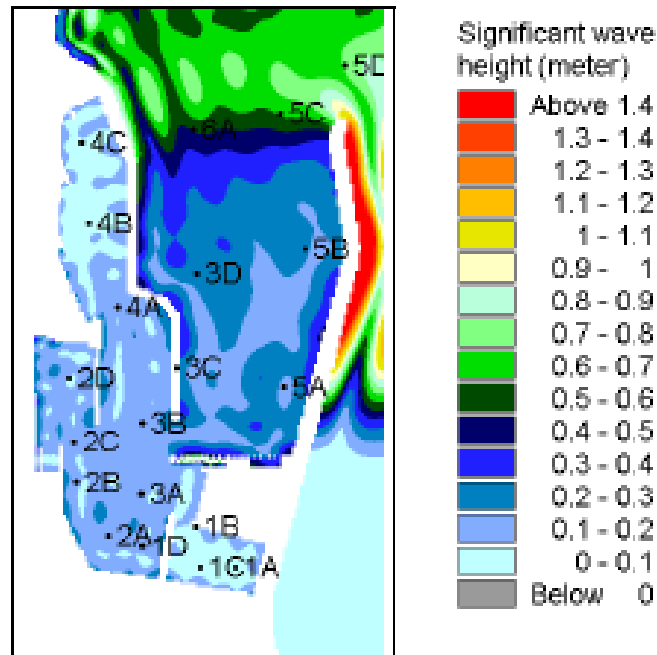 5D
5C
6A
4C
4B
5B
3D
4A
3C
2D
5A
3B
2C
2B
3A
1B
2A
1D
1C
1A
Significant wave
height (meter)
Above 1.4
1.3 - 1.4
1.2 - 1.3
1.1 - 1.2
1 - 1.1
0.9 - 1
0.8 - 0.9
0.7 - 0.8
0.6 - 0.7
0.5 - 0.6
0.4 - 0.5
0.3 - 0.4
0.2 - 0.3
0.1 - 0.2
0 - 0.1
Below 0